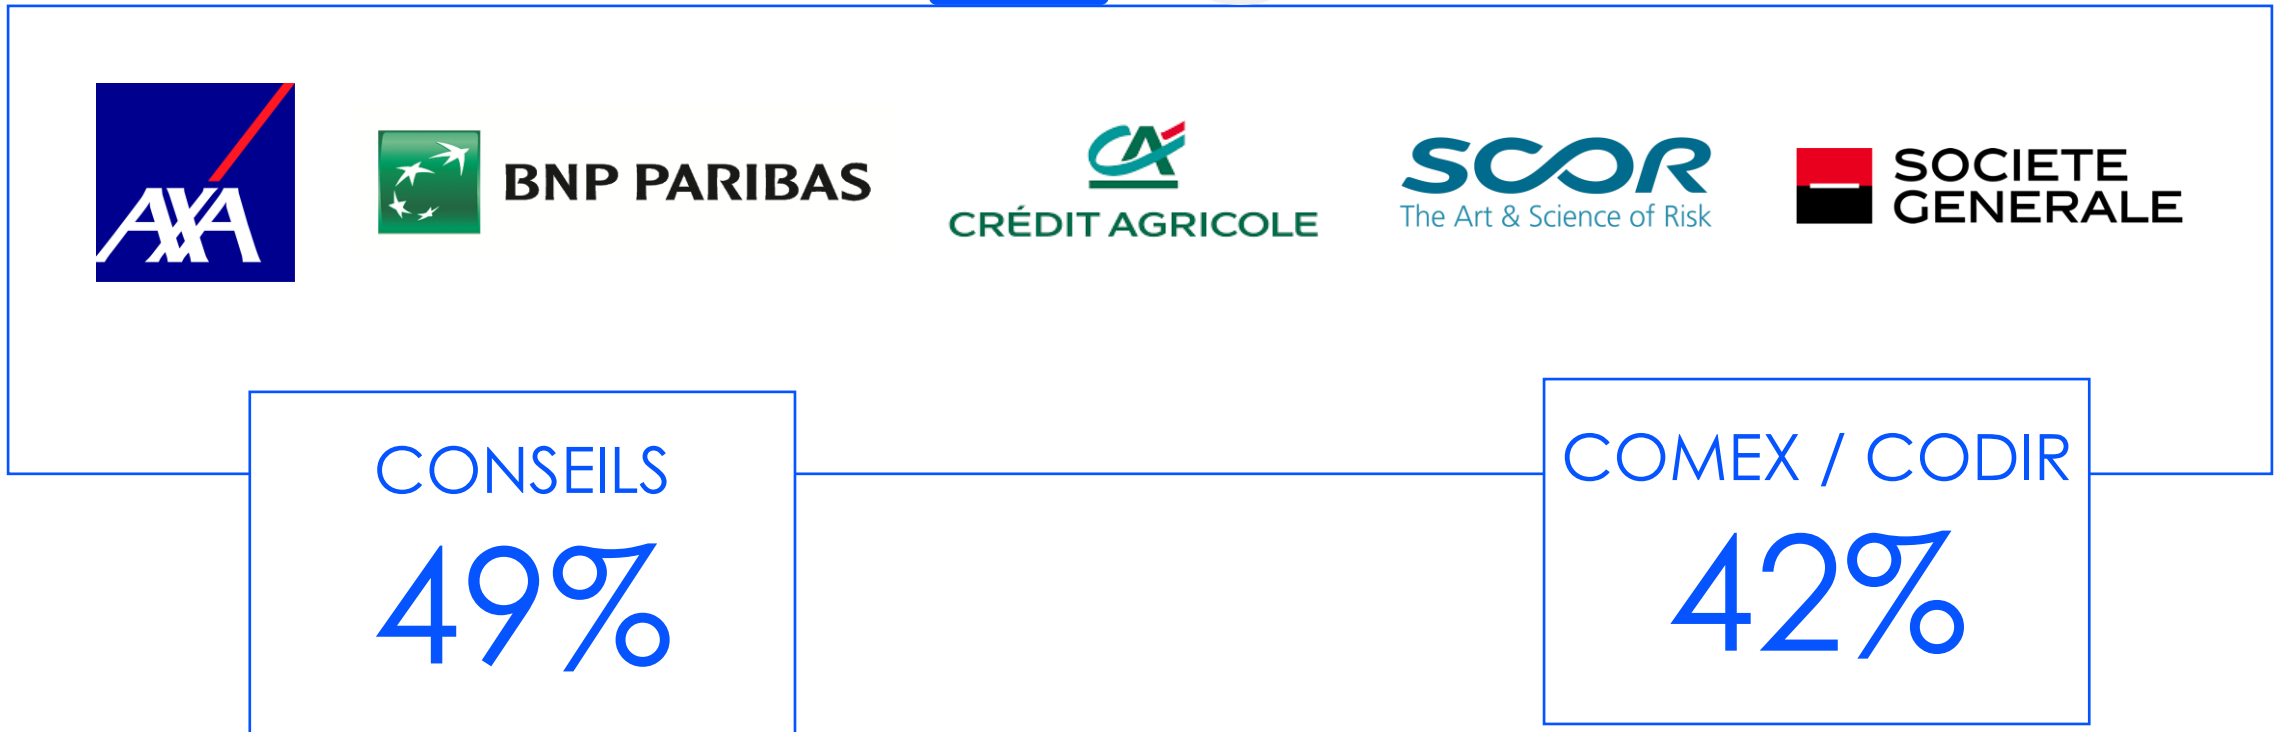 AXA
BNP PARIBAS
CA
CRÉDIT AGRICOLE
SCOR
The Art & Science of Risk
SOCIETE
GENERALE
CONSEILS
49%
COMEX / CODIR
42%